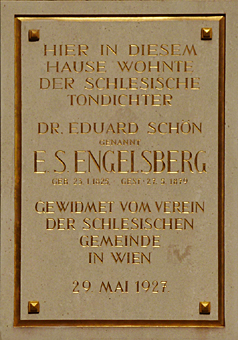 HIER IN DIESEM
HAUSE WOHNTE
DER SCHLESISCHE
TONDICHTER
DR. EDUARD SCHÖN
GENANNT
E. S. ENGELSBERG
GEB. 23.1.1825 - GEST. 27.5.1879
GEWIDMET VOM VEREIN
DER SCHLESISCHEN
GEMEINDE
IN WIEN
29. MAI 1927.